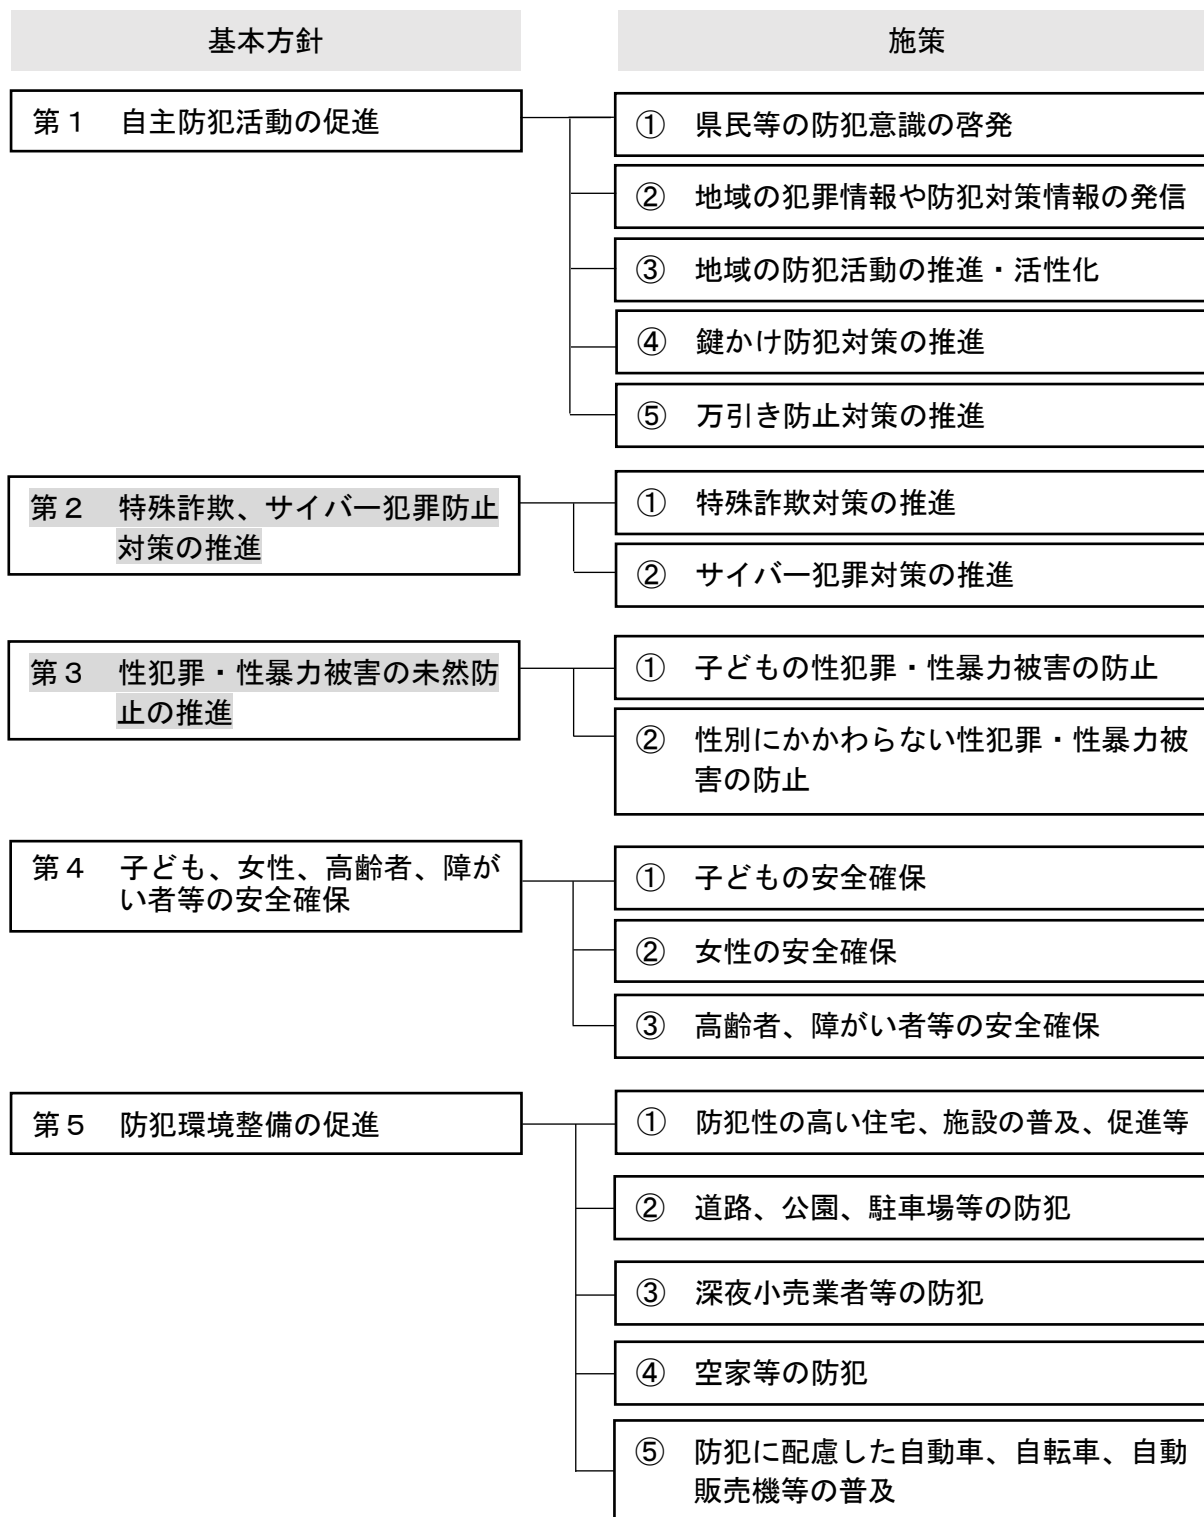 基本方針
施策
第1 自主防犯活動の促進
① 県民等の防犯意識の啓発
② 地域の犯罪情報や防犯対策情報の発信
③ 地域の防犯活動の推進・活性化
④ 鍵かけ防犯対策の推進
⑤ 万引き防止対策の推進
第2 特殊詐欺、サイバー犯罪防止
対策の推進
① 特殊詐欺対策の推進
② サイバー犯罪対策の推進
第3 性犯罪・性暴力被害の未然防
止の推進
① 子どもの性犯罪・性暴力被害の防止
② 性別にかかわらない性犯罪・性暴力被
害の防止
第4 子ども、女性、高齢者、障が
い者等の安全確保
① 子どもの安全確保
② 女性の安全確保
③ 高齢者、障がい者等の安全確保
第5 防犯環境整備の促進
① 防犯性の高い住宅、施設の普及、促進等
② 道路、公園、駐車場等の防犯
③ 深夜小売業者等の防犯
④ 空家等の防犯
⑤ 防犯に配慮した自動車、自転車、自動
販売機等の普及